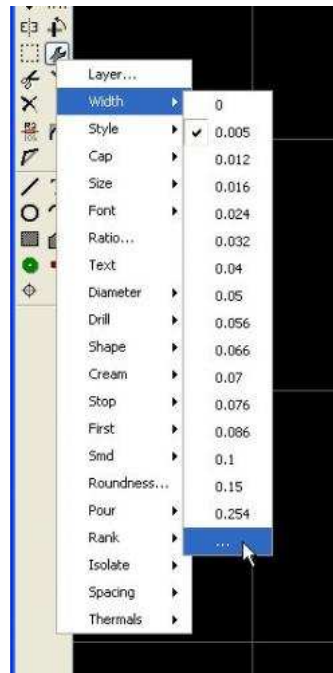 Layer...
Width
Style
Cap
Size
Font
Ratio...
Text
Diameter
Drill
Shape
Cream
Stop
First
Smd
Roundness...
Pour
Rank
Isolate
Spacing
Thermals
0
0.005
0.012
0.016
0.024
0.032
0.04
0.05
0.056
0.066
0.07
0.076
0.086
0.1
0.15
0.254
...